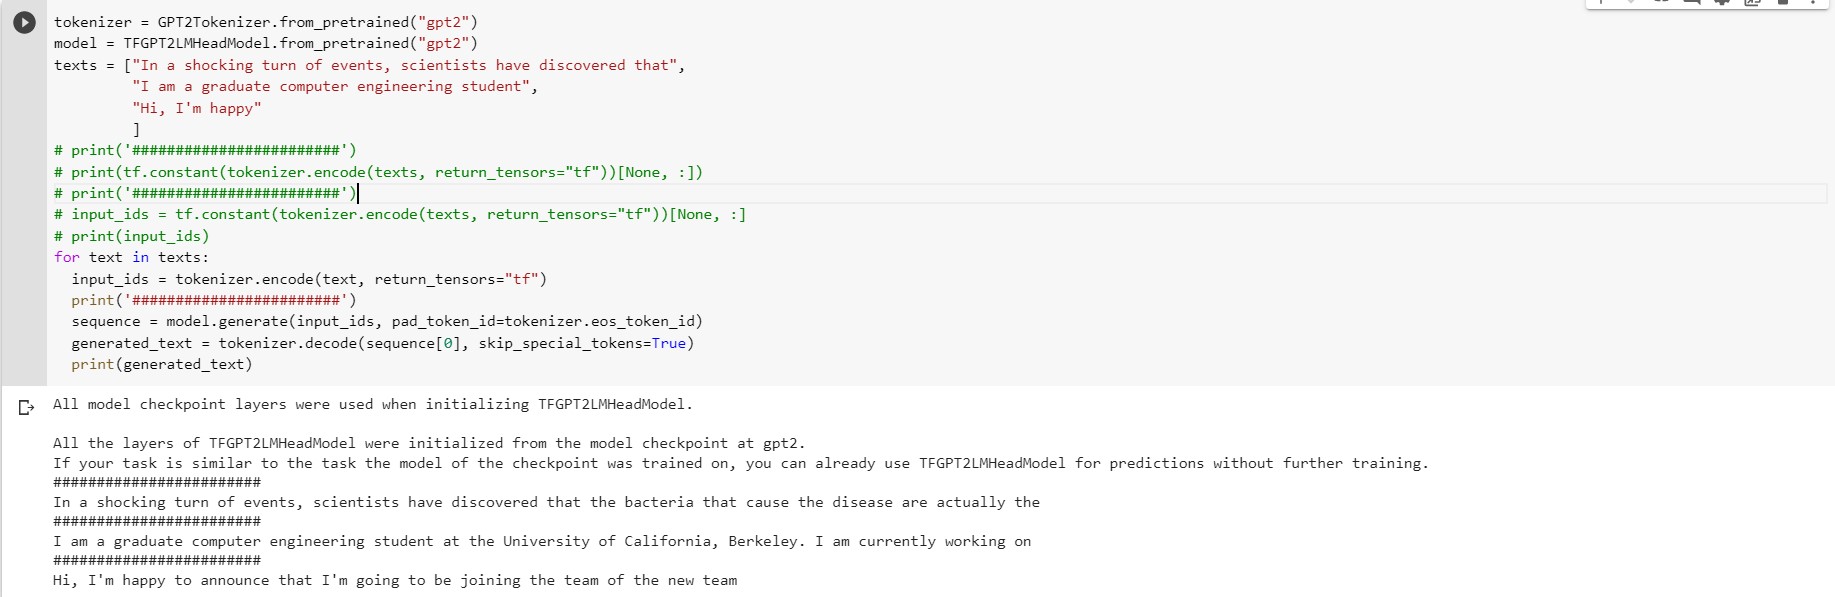 tokenizer = GPT2Tokenizer.from_pretrained("gpt2")
model = TFGPT2LMHeadModel.from_pretrained("gpt2")
texts = ["In a shocking turn of events, scientists have discovered that",
         "I am a graduate computer engineering student",
         "Hi, I'm happy"
         ]
# print('########################')
# print(tf.constant(tokenizer.encode(texts, return_tensors="tf"))[None, :])
# print('########################')
# input_ids = tf.constant(tokenizer.encode(texts, return_tensors="tf"))[None, :]
# print(input_ids)
for text in texts:
  input_ids = tokenizer.encode(text, return_tensors="tf")
  print('########################')
  sequence = model.generate(input_ids, pad_token_id=tokenizer.eos_token_id)
  generated_text = tokenizer.decode(sequence[0], skip_special_tokens=True)
  print(generated_text)
All model checkpoint layers were used when initializing TFGPT2LMHeadModel.
All the layers of TFGPT2LMHeadModel were initialized from the model checkpoint at gpt2.
If your task is similar to the task the model of the checkpoint was trained on, you can already use TFGPT2LMHeadModel for predictions without further training.
########################
In a shocking turn of events, scientists have discovered that the bacteria that cause the disease are actually the
########################
I am a graduate computer engineering student at the University of California, Berkeley. I am currently working on
########################
Hi, I'm happy to announce that I'm going to be joining the team of the new team